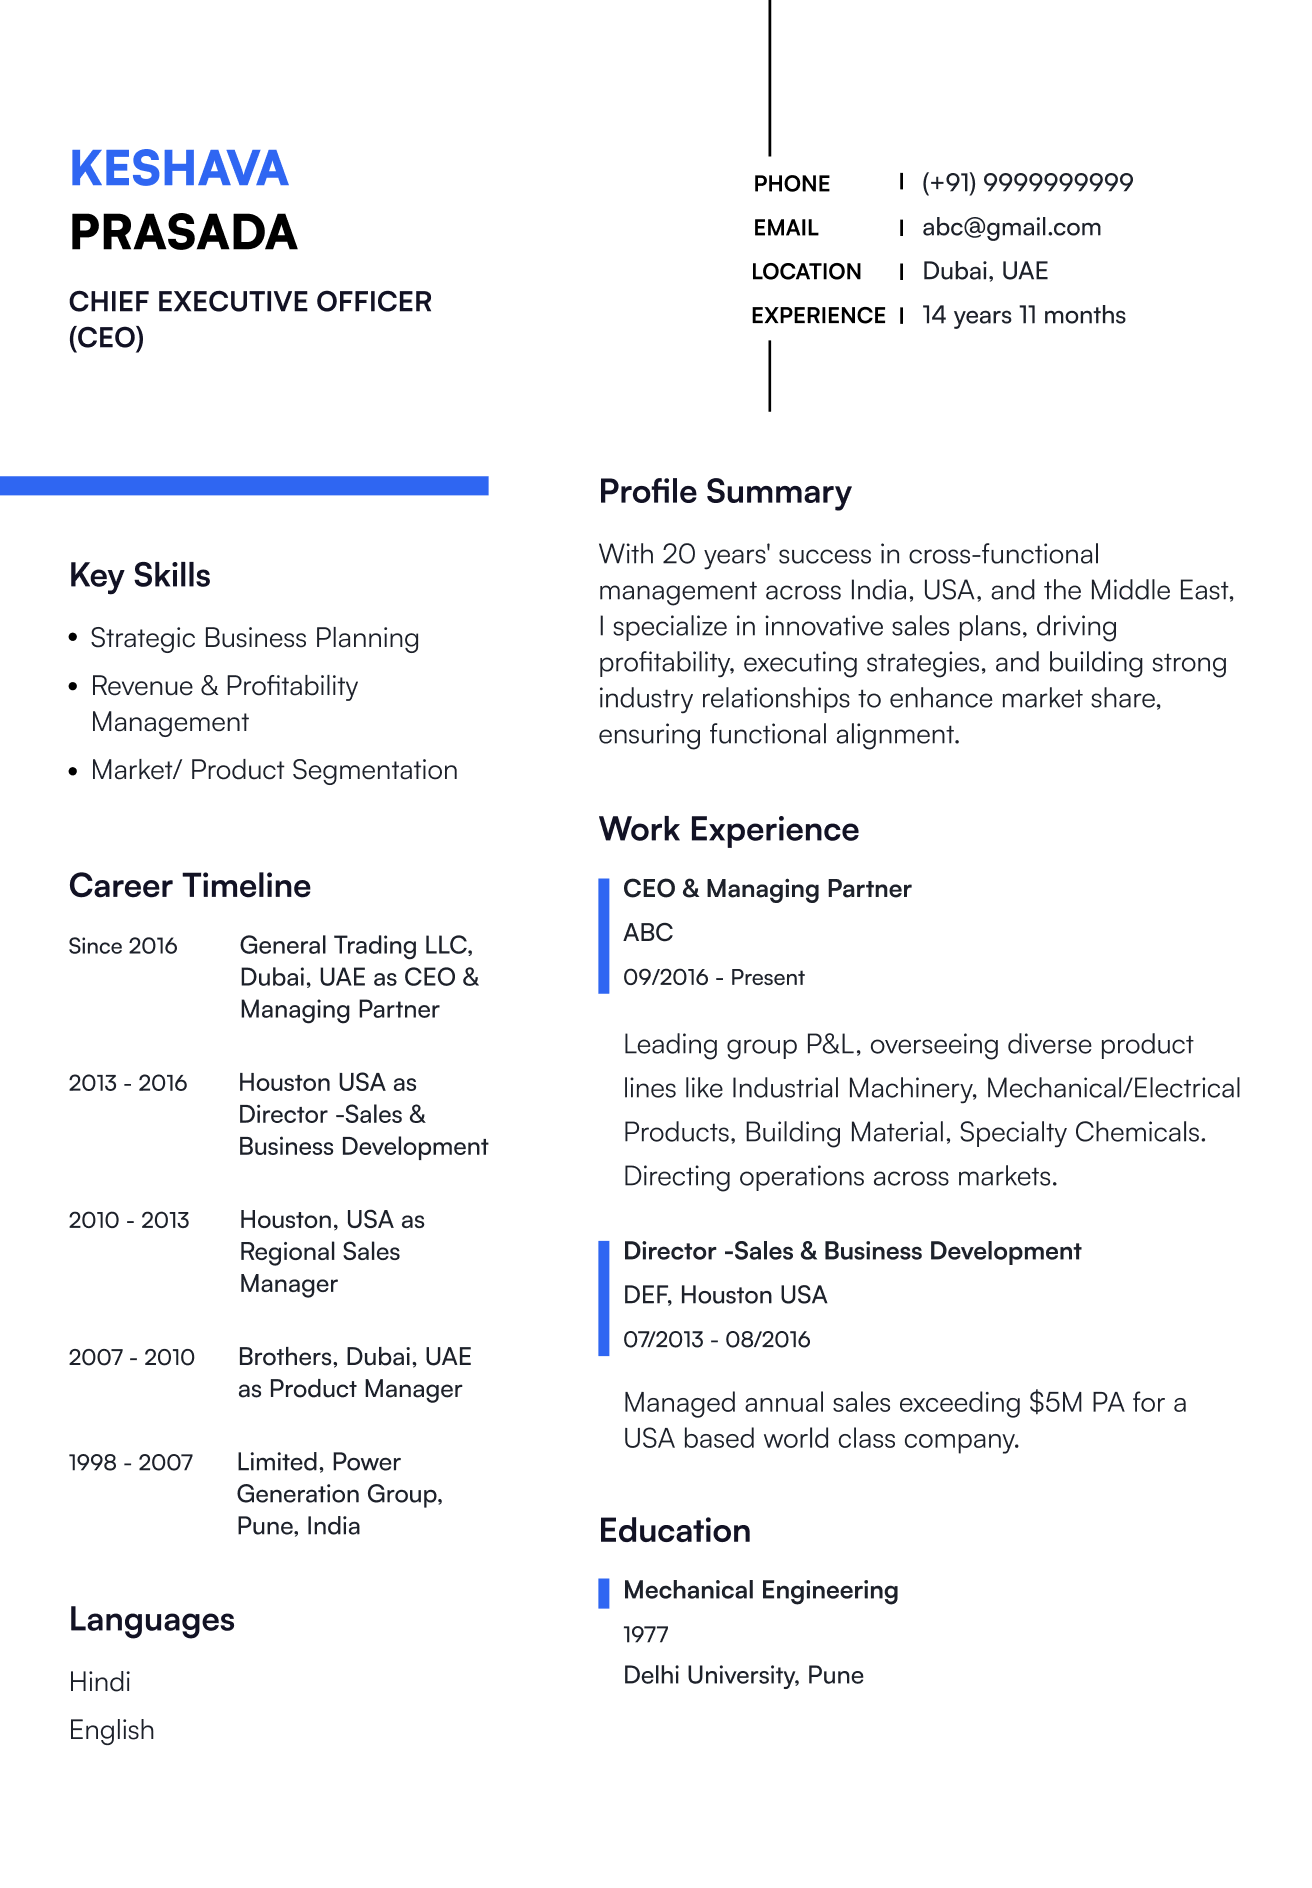 KESHAVA
PRASADA
CHIEF EXECUTIVE OFFICER
(CEO)
PHONE | (+91) 9999999999
EMAIL | abc@gmail.com
LOCATION | Dubai, UAE
EXPERIENCE | 14 years 11 months
Key Skills
• Strategic Business Planning
• Revenue & Profitability
Management
• Market/ Product Segmentation
Career Timeline
Since 2016 General Trading LLC,
Dubai, UAE as CEO &
Managing Partner
2013 - 2016 Houston USA as
Director -Sales &
Business Development
2010 - 2013 Houston, USA as
Regional Sales
Manager
2007 - 2010 Brothers, Dubai, UAE
as Product Manager
1998 - 2007 Limited, Power
Generation Group,
Pune, India
Languages
Hindi
English
Profile Summary
With 20 years' success in cross-functional
management across India, USA, and the Middle East,
I specialize in innovative sales plans, driving
profitability, executing strategies, and building strong
industry relationships to enhance market share,
ensuring functional alignment.
Work Experience
CEO & Managing Partner
ABC
09/2016 - Present
Leading group P&L, overseeing diverse product
lines like Industrial Machinery, Mechanical/Electrical
Products, Building Material, Specialty Chemicals.
Directing operations across markets.
Director -Sales & Business Development
DEF, Houston USA
07/2013 - 08/2016
Managed annual sales exceeding $5M PA for a
USA based world class company.
Education
Mechanical Engineering
1977
Delhi University, Pune